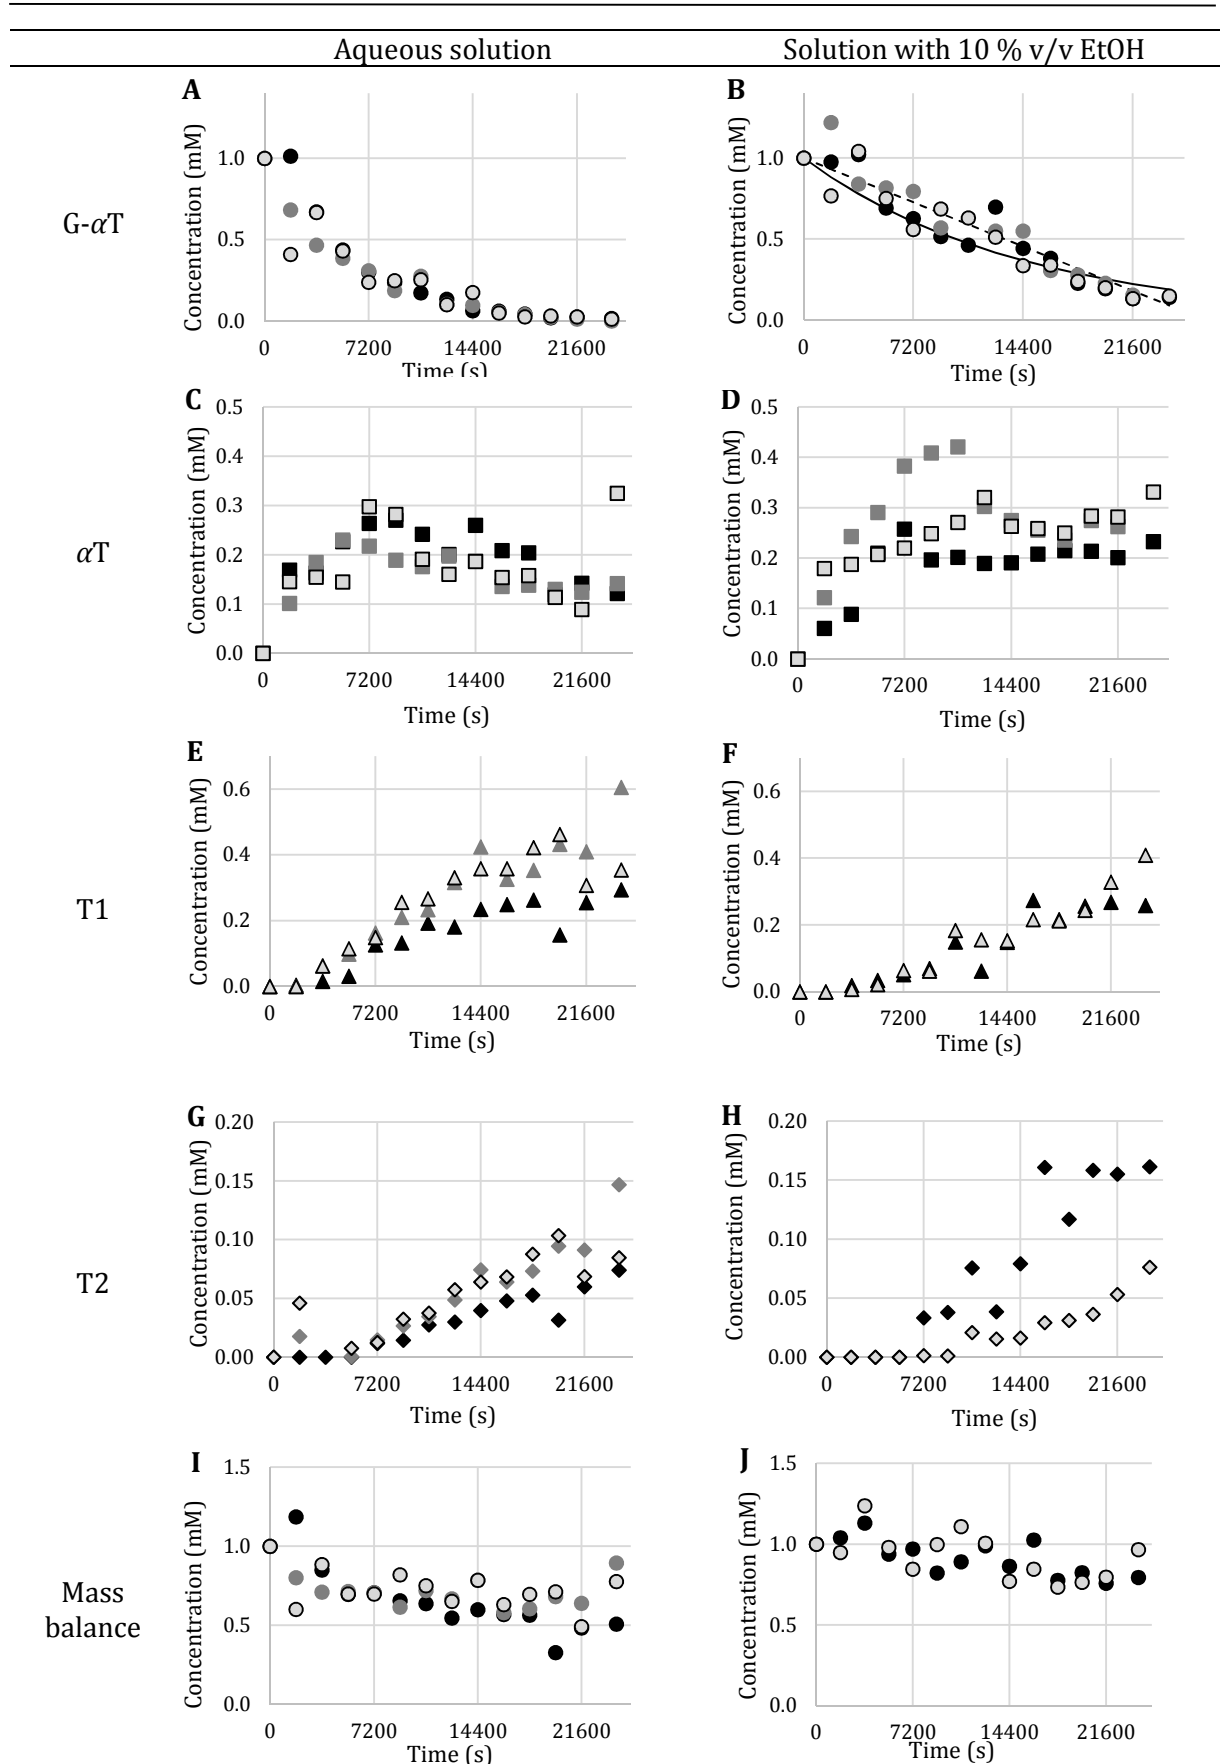 Aqueous solution
Solution with 10 % v/v EtOH
G-αT
A
Concentration (mM)
1.0
0.5
0.0
0 7200 14400 21600
Time (s)
B
Concentration (mM)
1.0
0.5
0.0
0 7200 14400 21600
Time (s)
αT
C
Concentration (mM)
0.5
0.4
0.3
0.2
0.1
0.0
0 7200 14400 21600
Time (s)
D
Concentration (mM)
0.5
0.4
0.3
0.2
0.1
0.0
0 7200 14400 21600
Time (s)
T1
E
Concentration (mM)
0.6
0.4
0.2
0.0
0 7200 14400 21600
Time (s)
F
Concentration (mM)
0.6
0.4
0.2
0.0
0 7200 14400 21600
Time (s)
T2
G
Concentration (mM)
0.20
0.15
0.10
0.05
0.00
0 7200 14400 21600
Time (s)
H
Concentration (mM)
0.20
0.15
0.10
0.05
0.00
0 7200 14400 21600
Time (s)
Mass
balance
I
Concentration (mM)
1.5
1.0
0.5
0.0
0 7200 14400 21600
Time (s)
J
Concentration (mM)
1.5
1.0
0.5
0.0
0 7200 14400 21600
Time (s)